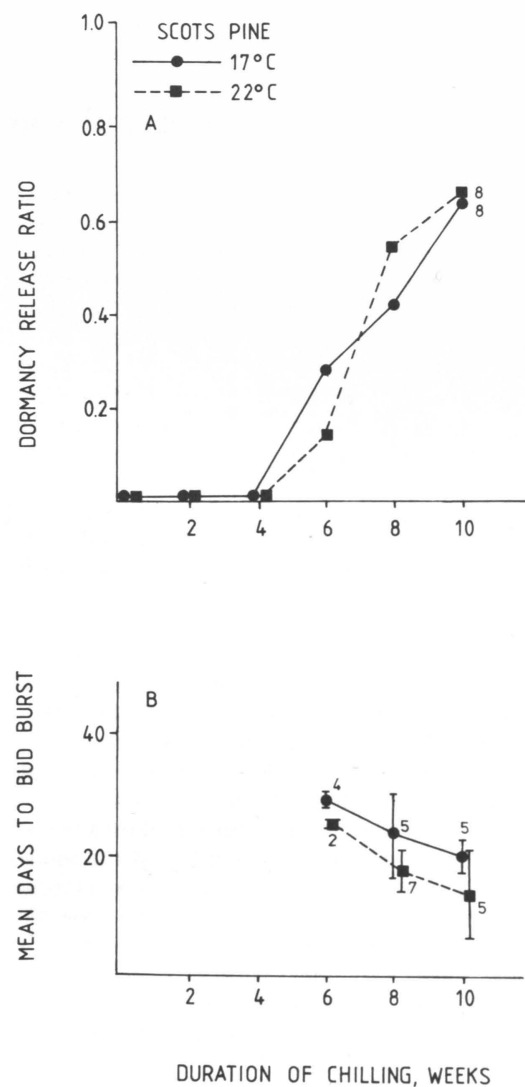 SCOTS PINE
17°C
22°C
A
1.0
0.8
0.6
0.4
0.2
8
8
2 4 6 8 10
DORMANCY RELEASE RATIO
B
40
20
4
5
5
2
7
5
2 4 6 8 10
MEAN DAYS TO BUD BURST
DURATION OF CHILLING, WEEKS